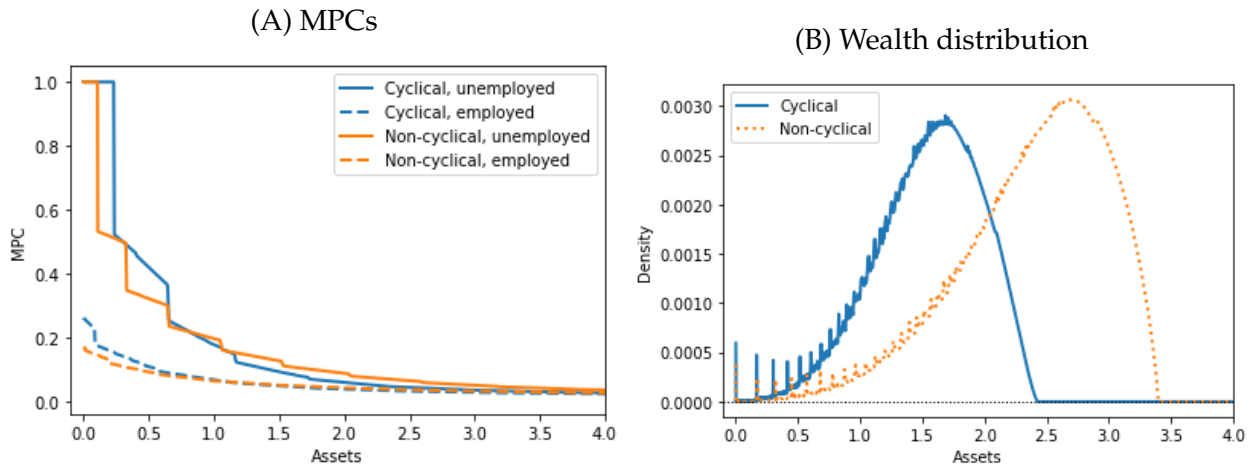 (A) MPCs
1.0
0.8
0.6
0.4
0.2
0.0
MPC
Cyclical, unemployed
Cyclical, employed
Non-cyclical, unemployed
Non-cyclical, employed
0.0 0.5 1.0 1.5 2.0 2.5 3.0 3.5 4.0
Assets
(B) Wealth distribution
0.0030
0.0025
0.0020
0.0015
0.0010
0.0005
0.0000
Density
Cyclical
Non-cyclical
0.0 0.5 1.0 1.5 2.0 2.5 3.0 3.5 4.0
Assets